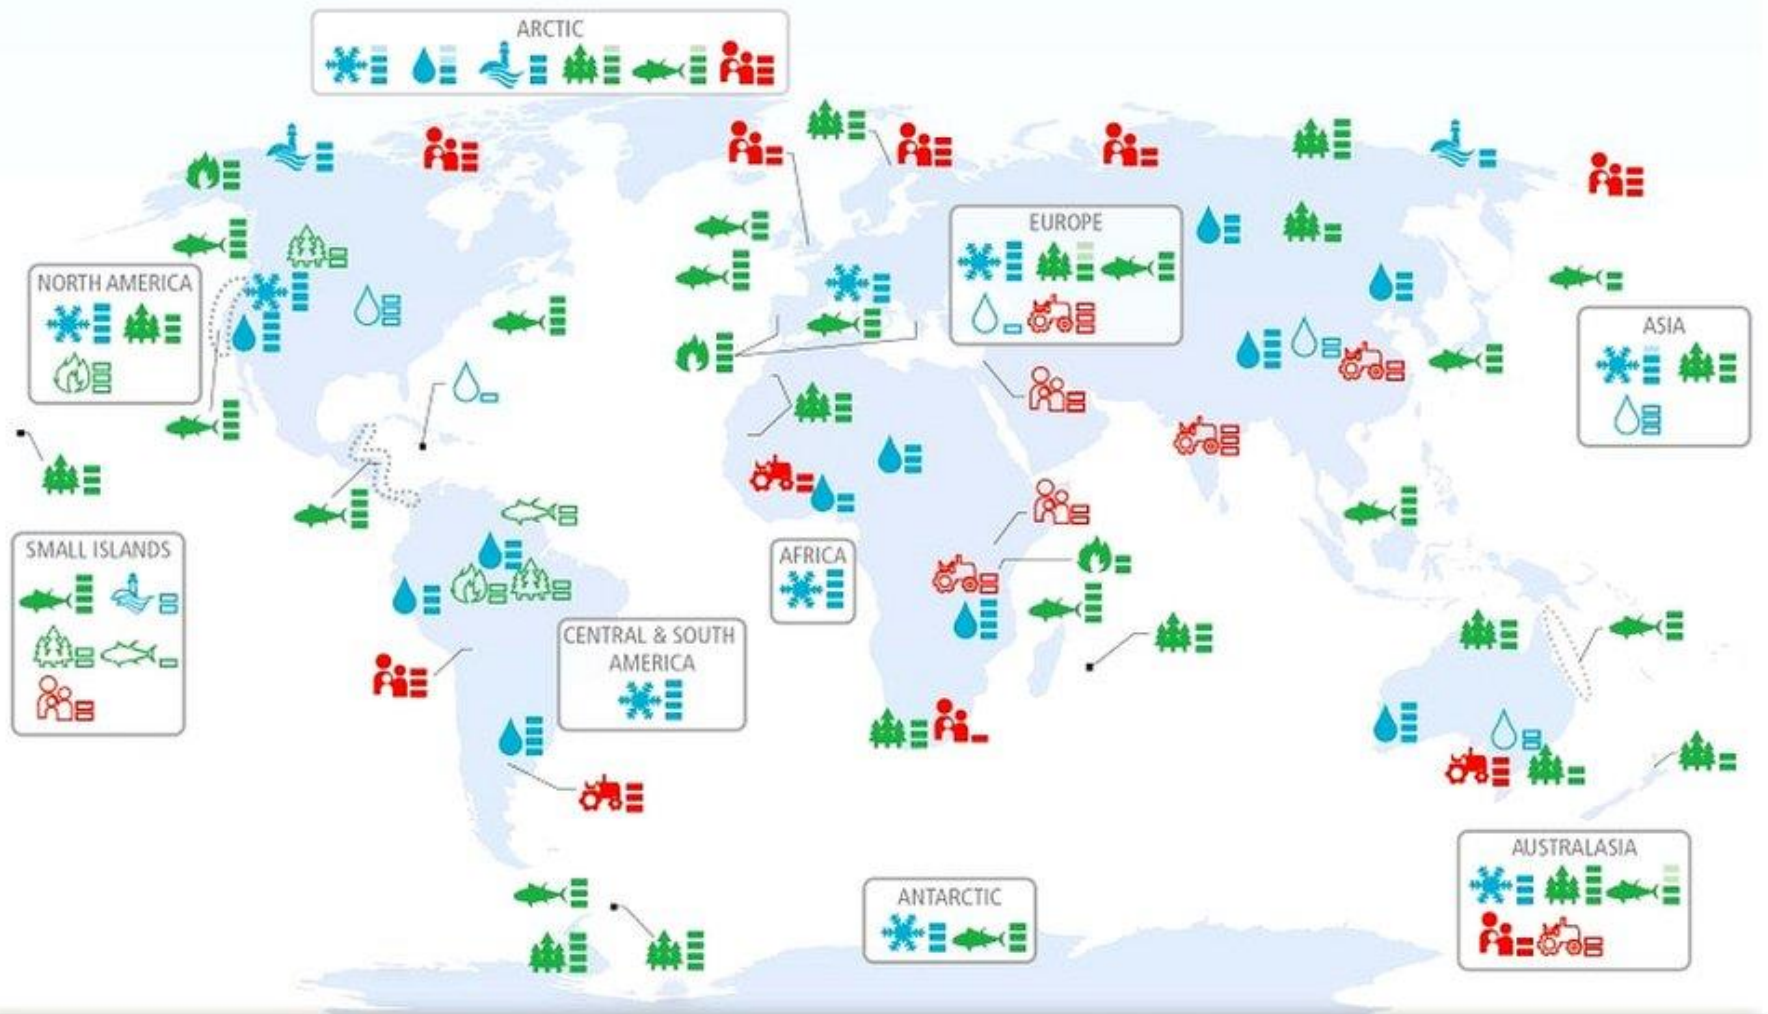 ARCTIC
EUROPE
NORTH AMERICA
ASIA
SMALL ISLANDS
AFRICA
CENTRAL & SOUTH
AMERICA
AUSTRALASIA
ANTARCTIC